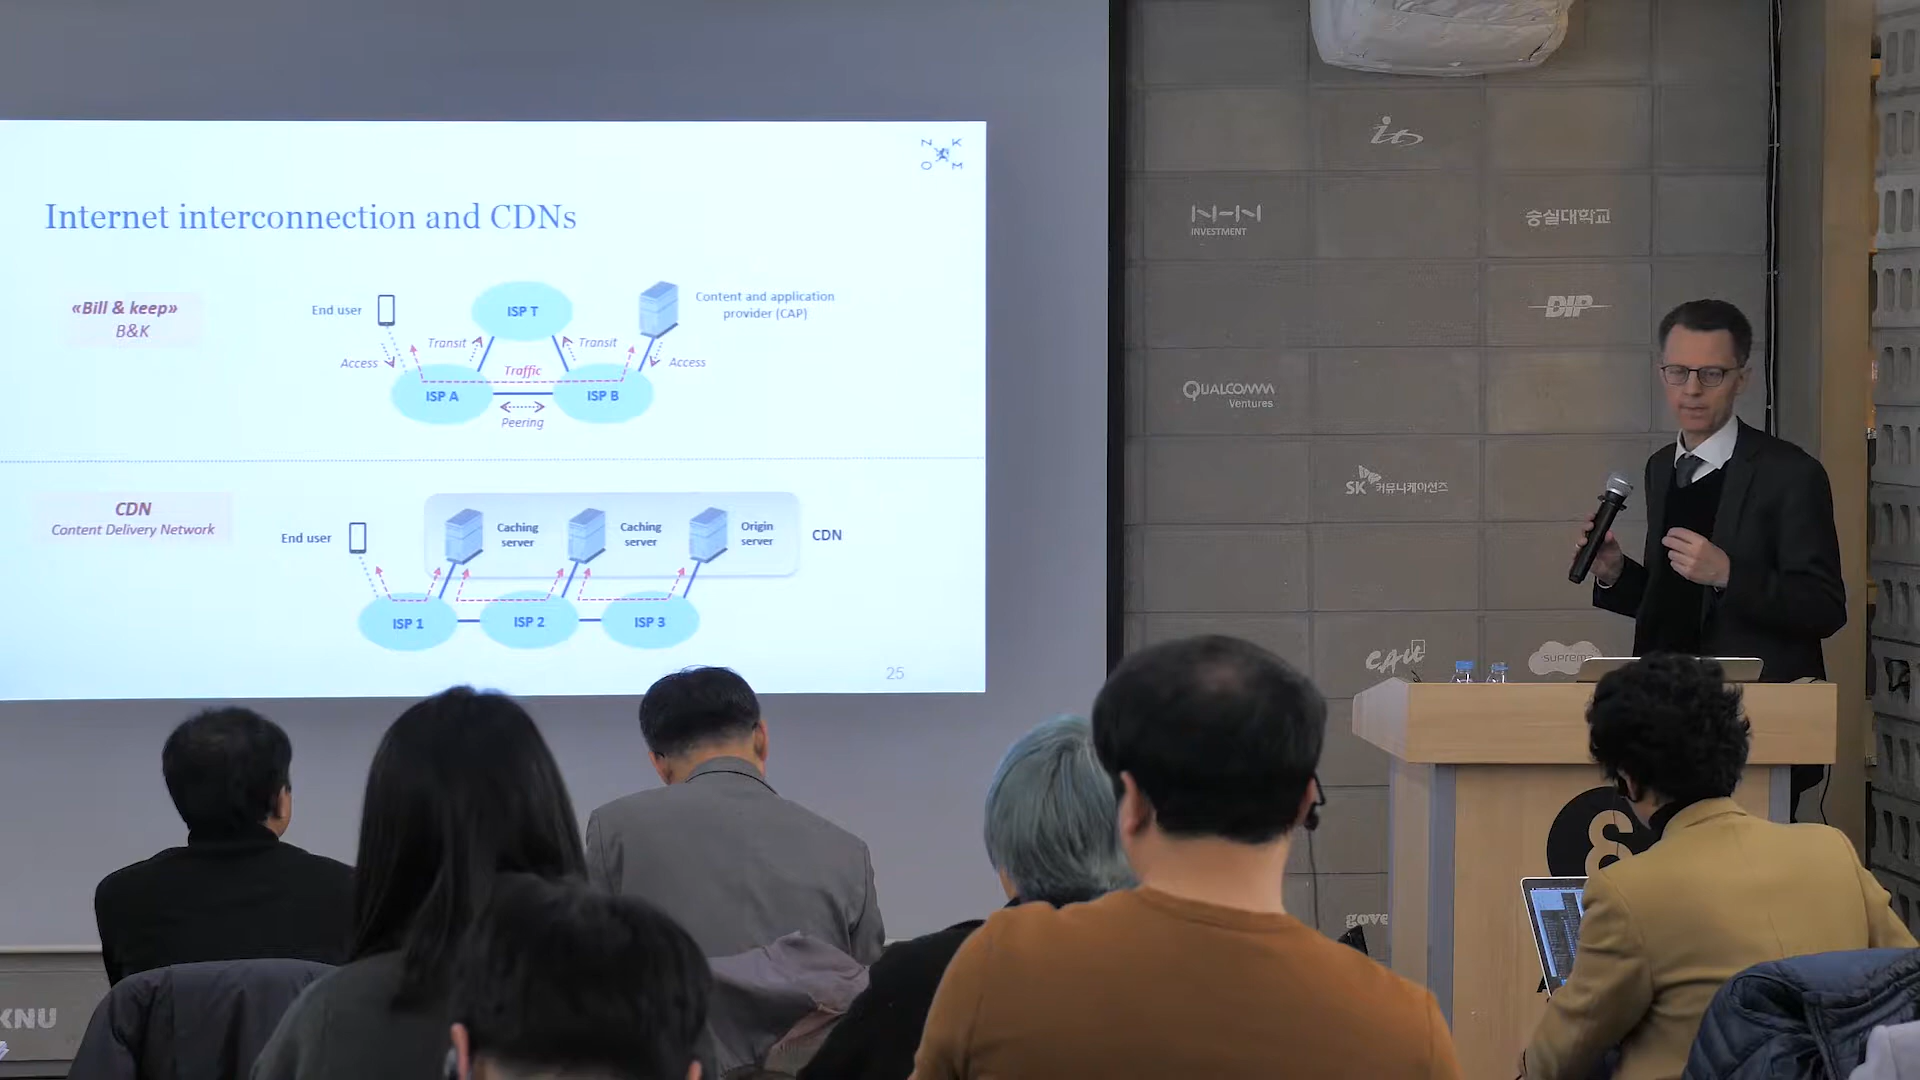 N K
O M
Internet interconnection and CDNs
«Bill & keep»
B&K
End user
ISP T
Content and application
provider (CAP)
Access
Transit
Transit
Access
Traffic
ISP A
ISP B
Peering
CDN
Content Delivery Network
End user
Caching
server
Caching
server
Origin
server
CDN
ISP 1
ISP 2
ISP 3
25
N-N
INVESTMENT
숭실대학교
DIP
QUALCOMM
Ventures
SK 커뮤니케이션즈
CAU
suprema
gove
KNU